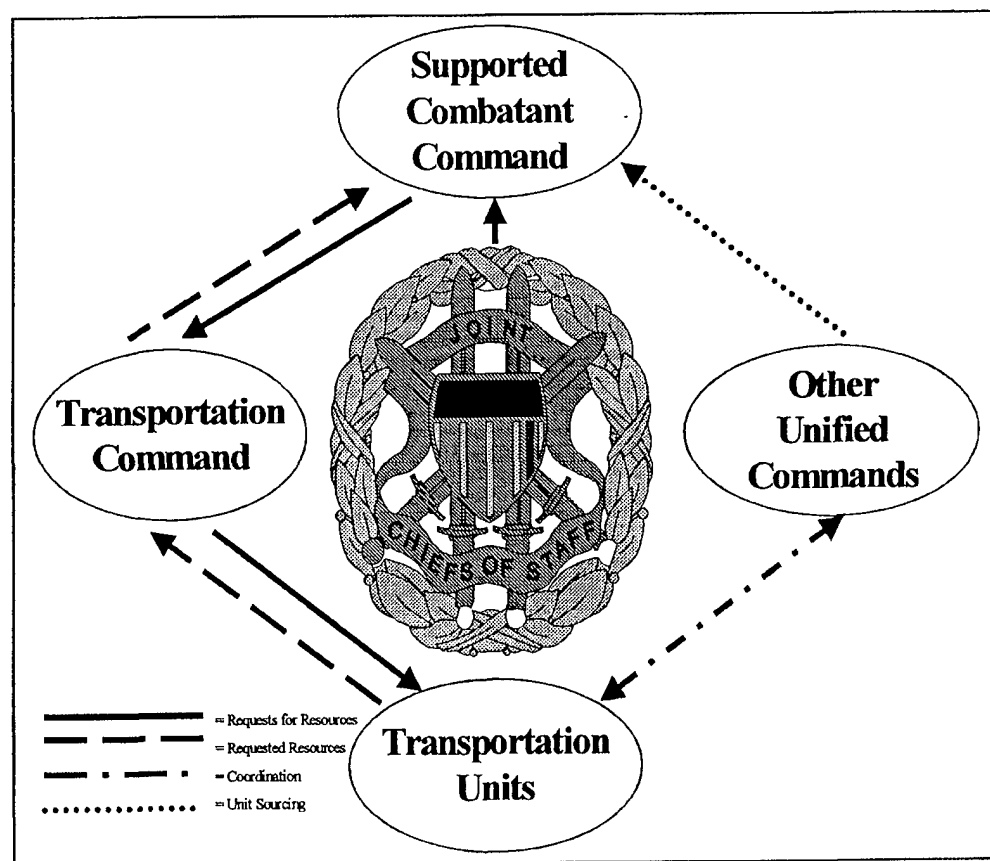 Supported
Combatant
Command
JOINT
Transportation
Command
Other
Unified
Commands
CHIEFS OF STAFF
= Requests for Resources
= Requested Resources
= Coordination
= Unit Sourcing
Transportation
Units